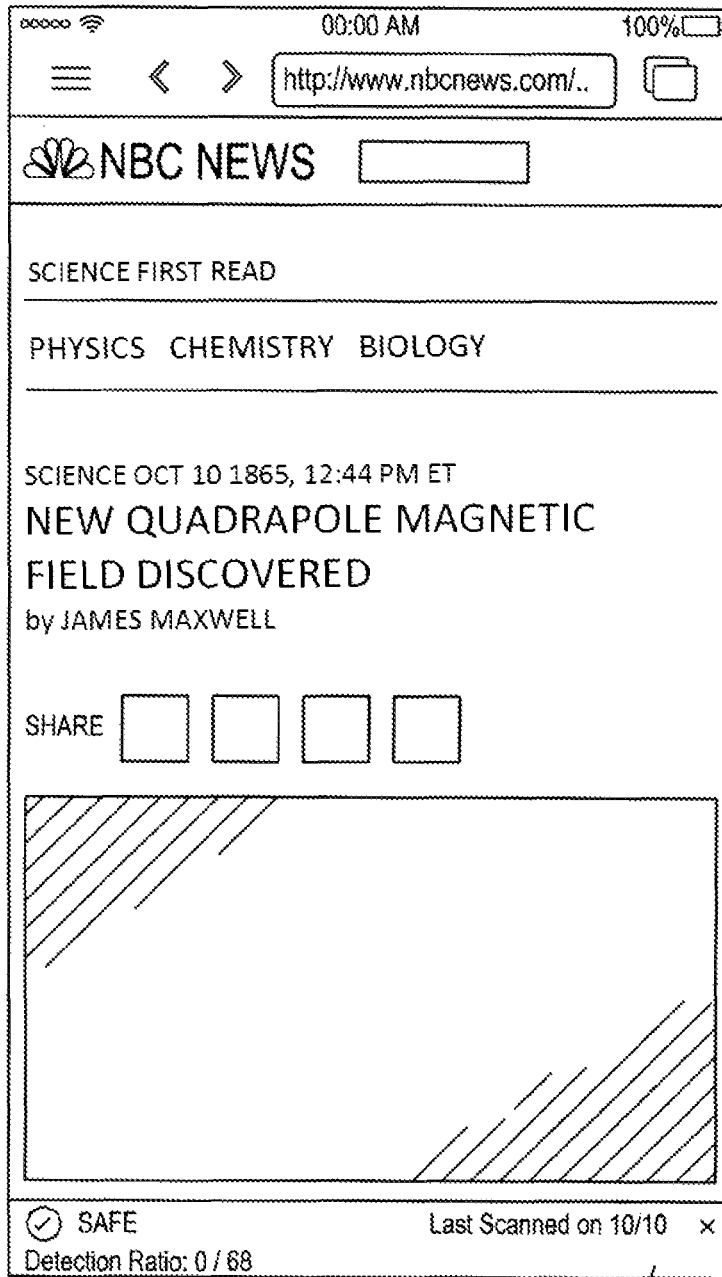 00:00 AM 100%
http://www.nbcnews.com/..
NBC NEWS
SCIENCE FIRST READ
PHYSICS CHEMISTRY BIOLOGY
SCIENCE OCT 10 1865, 12:44 PM ET
NEW QUADRAPOLE MAGNETIC
FIELD DISCOVERED
by JAMES MAXWELL
SHARE
SAFE Last Scanned on 10/10 ×
Detection Ratio: 0 / 68